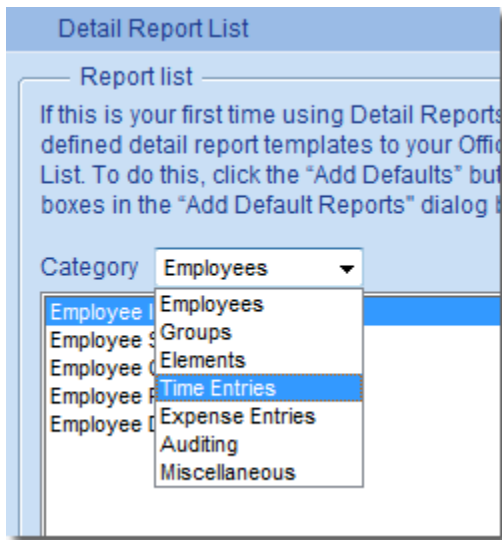 Detail Report List
Report list
If this is your first time using Detail Reports
defined detail report templates to your Offic
List. To do this, click the “Add Defaults” but
boxes in the “Add Default Reports" dialog
Category Employees
Employee
Employee
Employee
Employee
Employee
Employees
Groups
Elements
Time Entries
Expense Entries
Auditing
Miscellaneous